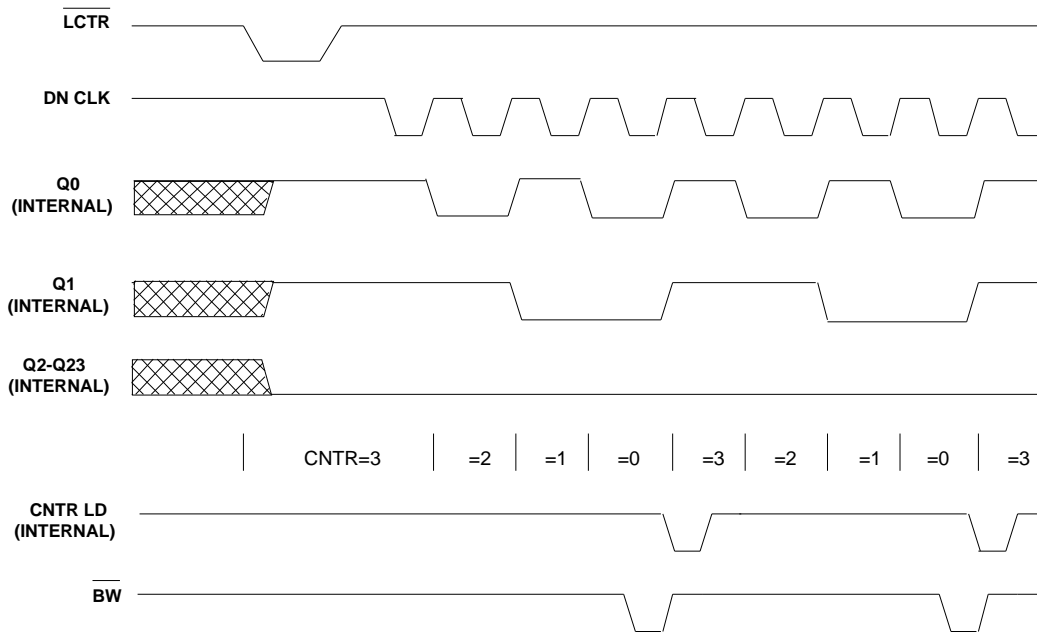 LCTR
DN CLK
Q0
(INTERNAL)
Q1
(INTERNAL)
Q2-Q23
(INTERNAL)
CNTR=3 =2 =1 =0 =3 =2 =1 =0 =3
CNTR LD
(INTERNAL)
BW